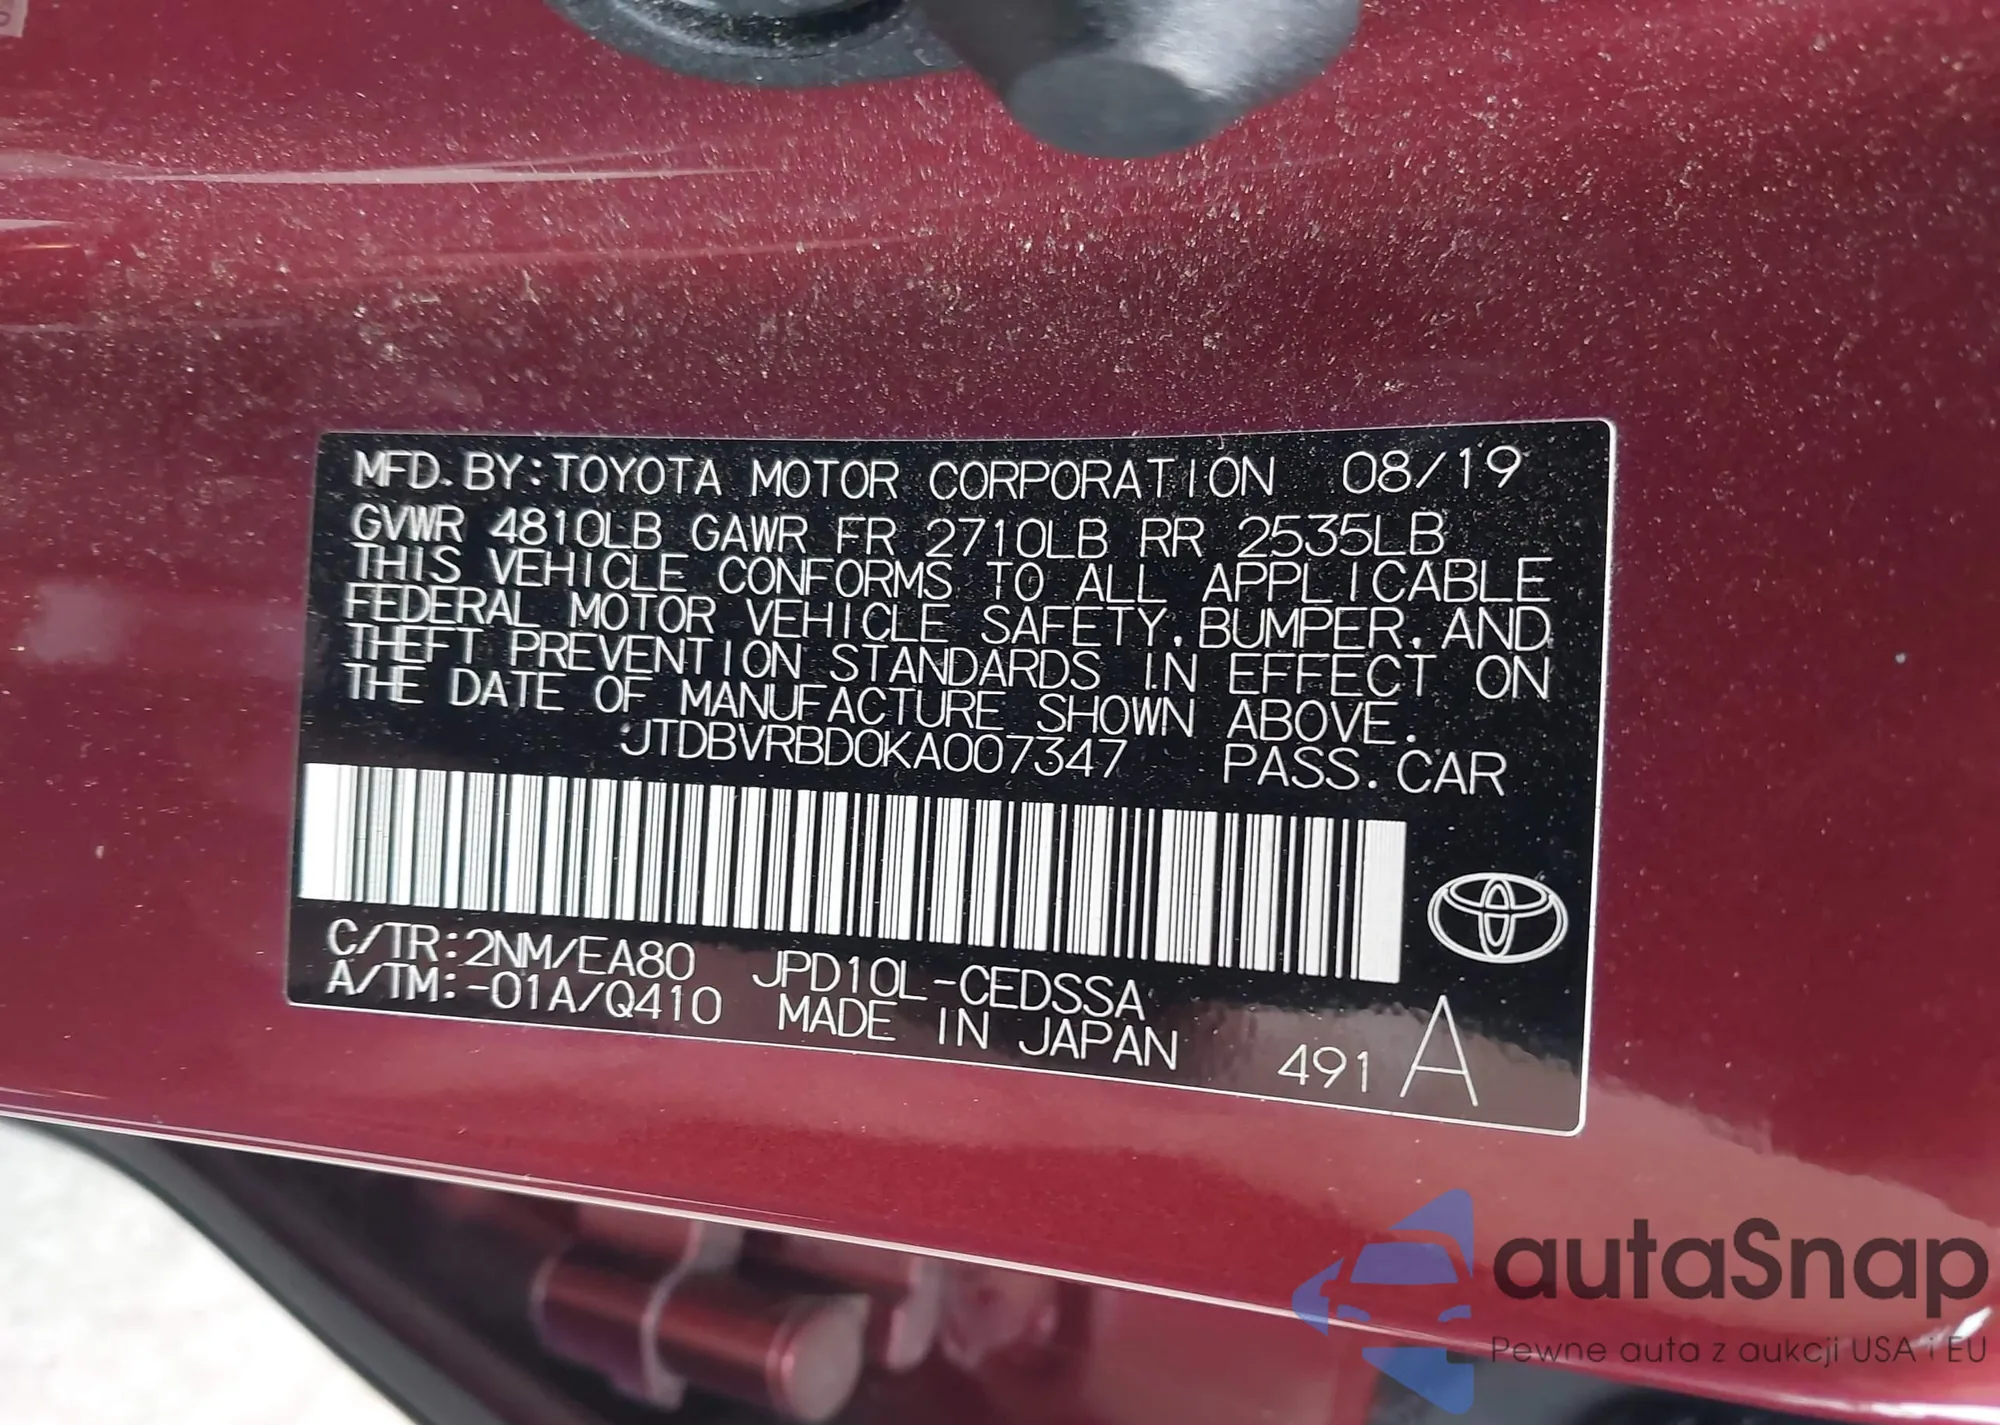 MFD. BY: TOYOTA MOTOR CORPORATION 08/19
GVWR 4810LB GAWR FR 2710LB RR 2535LB
THIS VEHICLE CONFORMS TO ALL APPLICABLE
FEDERAL MOTOR VEHICLE SAFETY, BUMPER, AND
THEFT PREVENTION STANDARDS IN EFFECT ON
THE DATE OF MANUFACTURE SHOWN ABOVE.
JTDBVRBD0KA007347 PASS. CAR
C/TR: 2NM/EA80 JPD10L-CEDSSA
A/TM: -01A/Q410 MADE IN JAPAN 491 A
autaSnap
Pewne auta z aukcji USA i EU